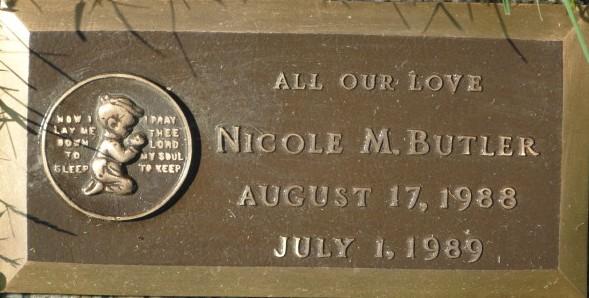 NOW I
LAY ME
DOWN
TO
SLEEP
I PRAY
THEE
LORD
MY SOUL
TO KEEP
ALL OUR LOVE
NICOLE M. BUTLER
AUGUST 17, 1988
JULY 1, 1989